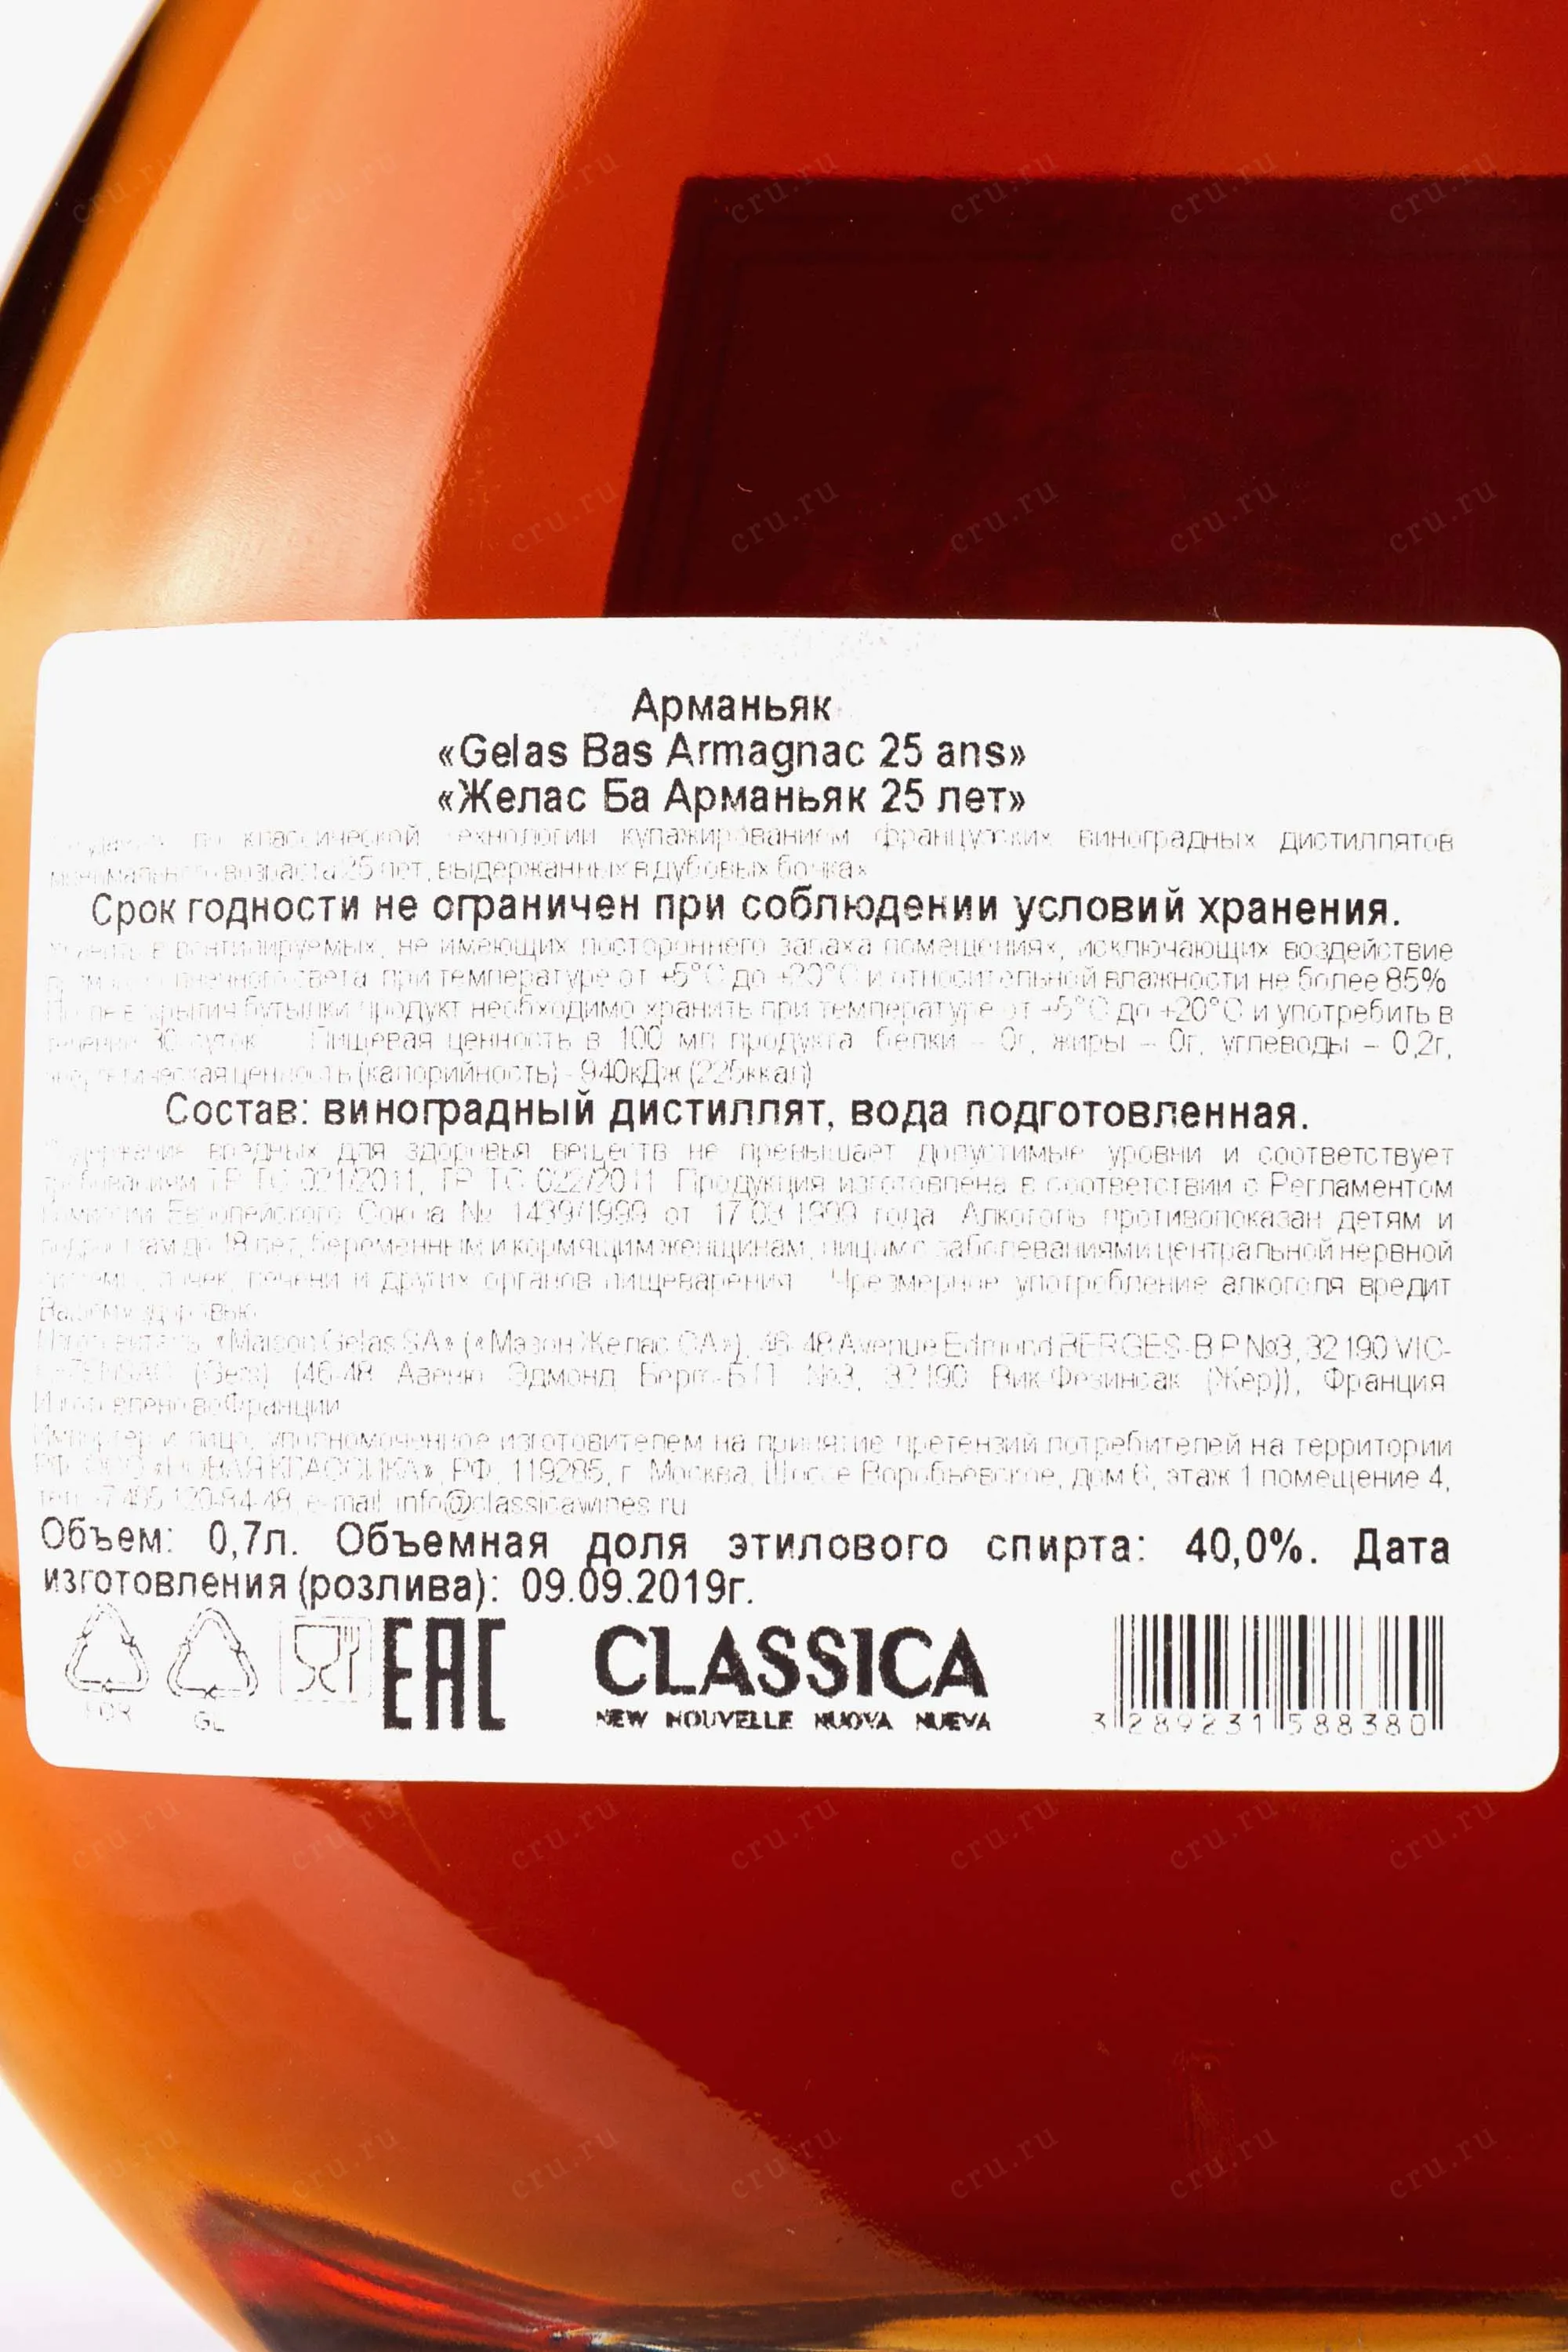 Арманьяк
«Gelas Bas Armagnac 25 ans»
«Желас Ба Арманьяк 25 лет»
по классической технологии купажированием французских виноградных дистиллятов
минимального возраста 25 лет, выдержанных в дубовых бочках
Срок годности не ограничен при соблюдении условий хранения.
в вентилируемых, не имеющих постороннего запаха помещениях, исключающих воздействие
солнечного света при температуре от +5°C до +20°C и относительной влажности не более 85%
После вскрытия бутылки продукт необходимо хранить при температуре от +5°C до +20°C и употребить в
течение 30 суток. Пищевая ценность в 100 мл продукта белки – 0г, жиры – 0г, углеводы – 0,2г,
энергетическая ценность (калорийность) - 940кДж (225ккал)
Состав: виноградный дистиллят, вода подготовленная.
Содержание вредных для здоровья веществ не превышает допустимые уровни и соответствует
требованиям ТР ТС 021/2011, ТР ТС 022/2011 Продукция изготовлена в соответствии с Регламентом
Комиссии Европейского Союза № 1439/1999 от 17.03.1999 года Алкоголь противопоказан детям и
подросткам до 18 лет, беременным и кормящим женщинам, лицам с заболеваниями центральной нервной
системы, почек, печени и других органов пищеварения. Чрезмерное употребление алкоголя вредит
Вашему здоровью
Изготовитель: «Maison Gelas SA» («Мэзон Желас СА»), 46-48 Avenue Edmond BERGES-B.P. №3, 32190 VIC-
FEZENSAC (Gers) (46-48 Авеню Эдмонд Берг-Б.П. №3, 32190 Вик-Фезинсак (Жер)), Франция
Изготовлено во Франции
Импортер и лицо, уполномоченное изготовителем на принятие претензий потребителей на территории
РФ: ООО «НОВАЯ КЛАССИКА», РФ, 119285, г. Москва, Шоссе Воробьевское, дом 6, этаж 1 помещение 4,
тел.: +7 495 120-84-48, e-mail: info@classicawines.ru
Объем: 0,7л. Объемная доля этилового спирта: 40,0%. Дата
изготовления (розлива): 09.09.2019г.
FOR GL EAC
CLASSICA
NEW NOUVELLE NUOVA NUEVA
3 289231 588380